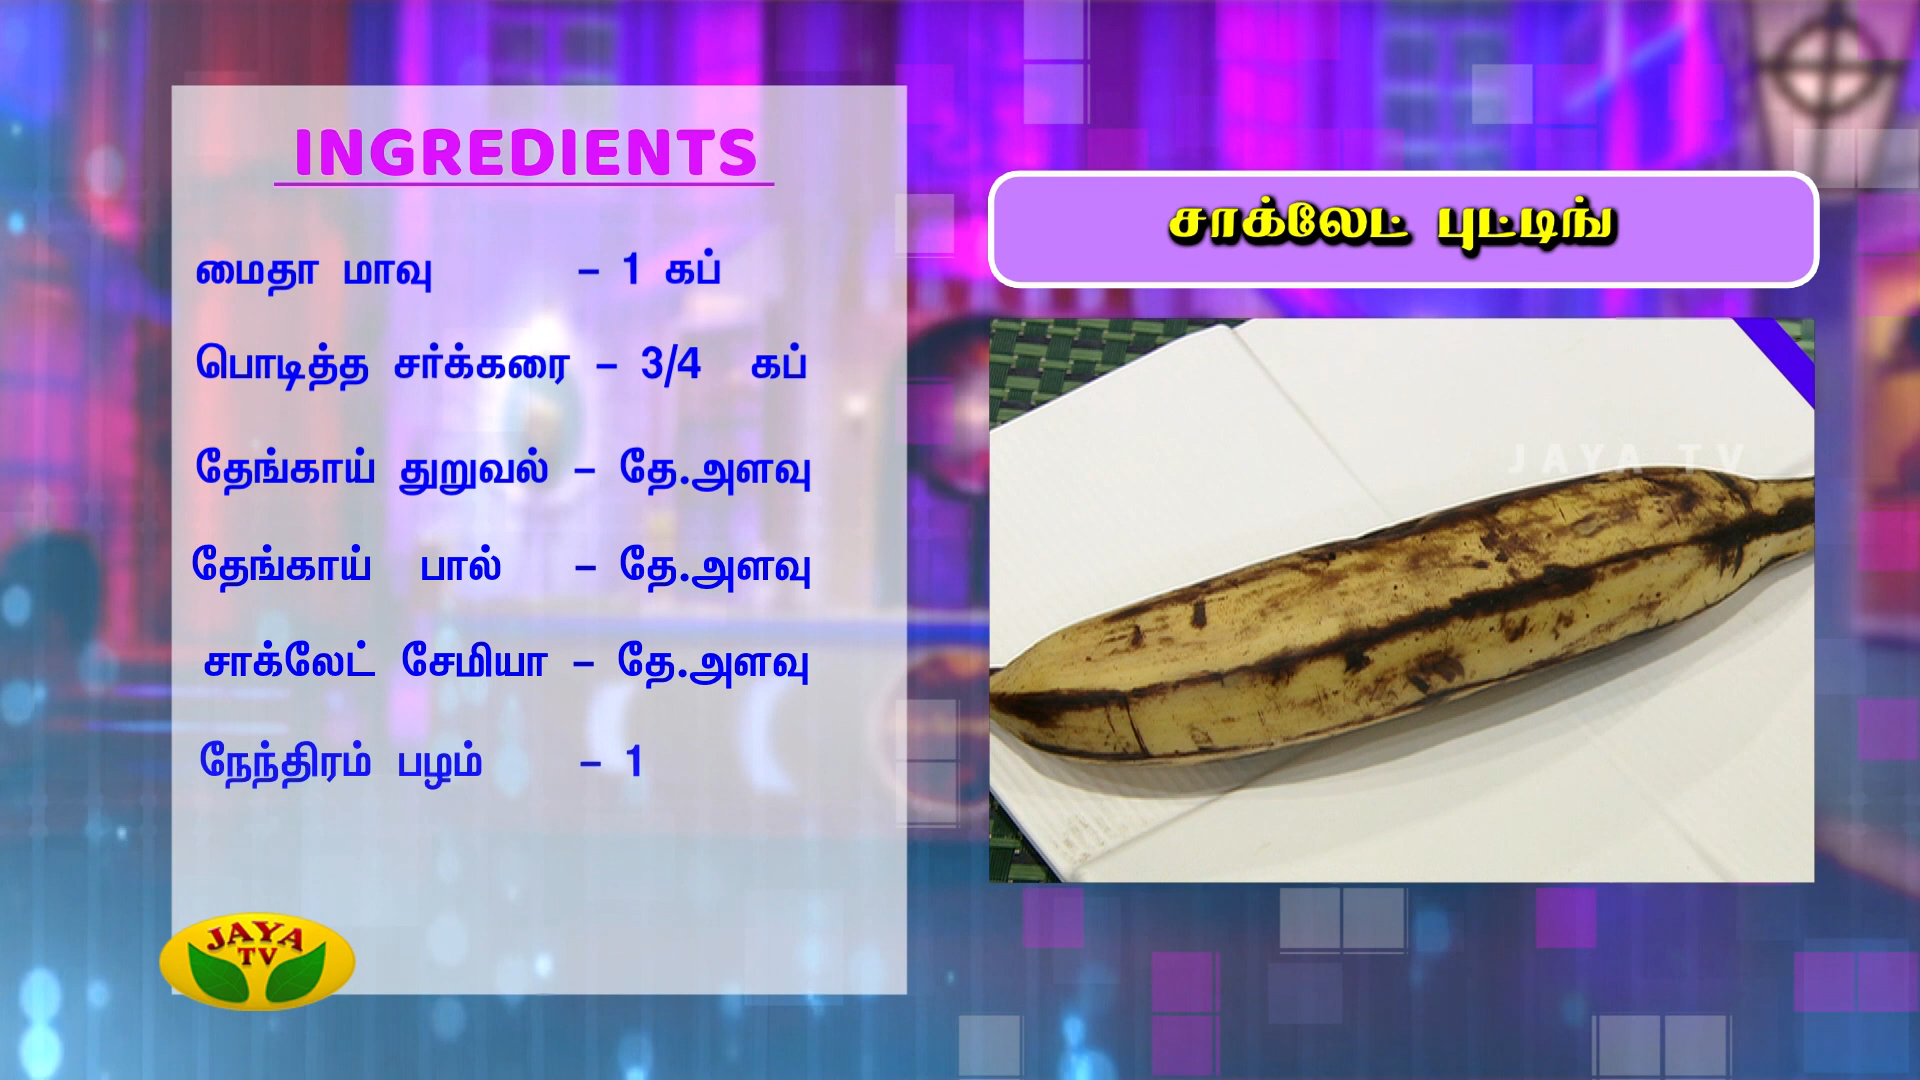 INGREDIENTS
மைதா மாவு – 1 கப்
பொடித்த சர்க்கரை – 3/4 கப்
தேங்காய் துறுவல் – தே.அளவு
தேங்காய் பால் – தே.அளவு
சாக்லேட் சேமியா – தே.அளவு
நேந்திரம் பழம் – 1
சாக்லேட் புட்டிங்
JAYA TV
JAYA
TV